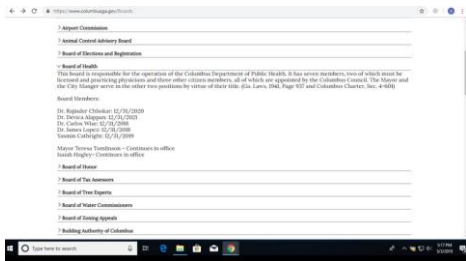 https://www.columbusga.gov/Boards
> Airport Commission
> Animal Control Advisory Board
> Board of Elections and Registration
Board of Health
This board is responsible for the operation of the Columbus Department of Public Health. It has seven members, two of which must be
licensed and practicing physicians and three other citizen members, all of which are appointed by the Columbus Council. The Mayor and
the City Manger serve in the other two positions by virtue of their title. (Ga. Laws, 1941, Page 937 and Columbus Charter, Sec. 4-601)
Board Members:
Dr. Rajinder Chhokar: 12/31/2020
Dr. Devica Alappan: 12/31/2021
Dr. Carlos Wise: 12/31/2018
Dr. James Lopez: 12/31/2018
Yasmin Cathright: 12/31/2019
Mayor Teresa Tomlinson - Continues in office
Isaiah Hugley- Continues in office
> Board of Honor
> Board of Tax Assessors
> Board of Tree Experts
> Board of Water Commissioners
> Board of Zoning Appeals
> Building Authority of Columbus
Type here to search
5:17 PM